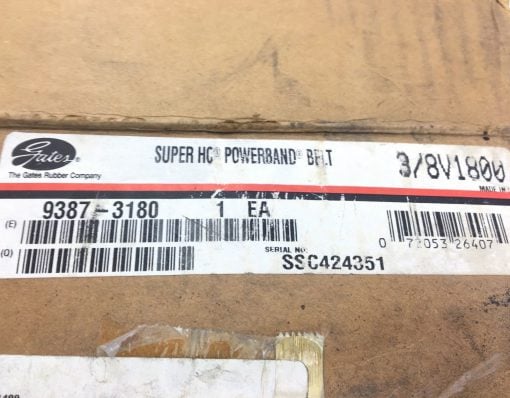 Gates®
The Gates Rubber Company
SUPER HC® POWERBAND® BELT
3/8V1800
MADE IN
9387-3180 1 EA
(E)
(Q)
SERIAL NO.
SSC424351
0 72053 26407